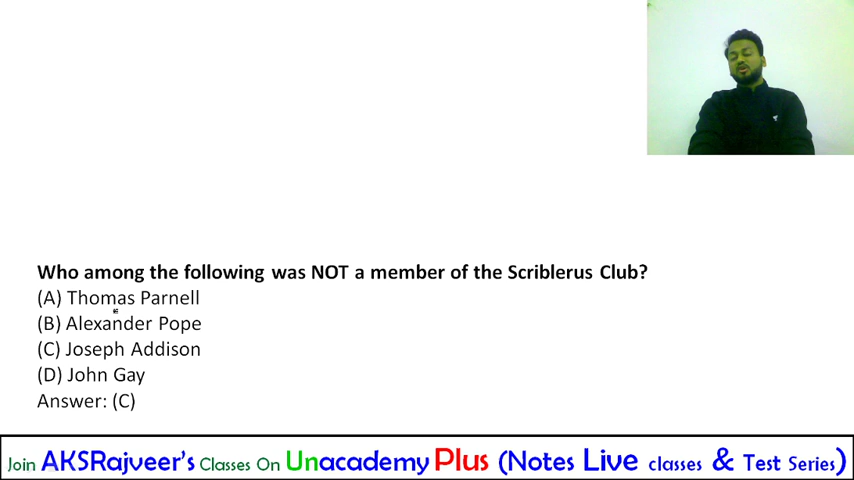 Who among the following was NOT a member of the Scriblerus Club?
(A) Thomas Parnell
(B) Alexander Pope
(C) Joseph Addison
(D) John Gay
Answer: (C)
Join AKSRajveer's Classes On Unacademy Plus (Notes Live classes & Test Series)